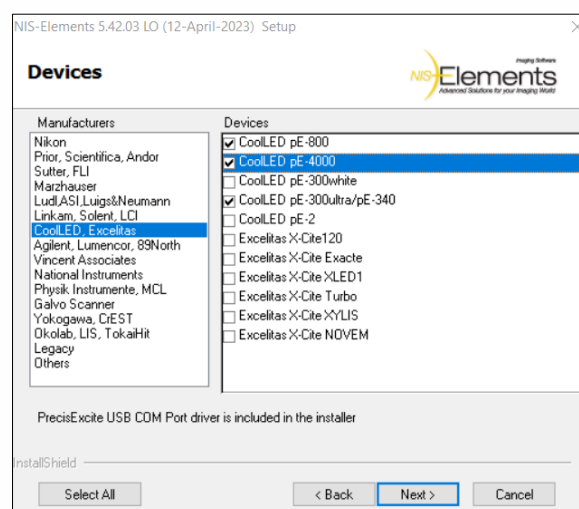 NIS-Elements 5.42.03 LO (12-April-2023) Setup
Devices
Imaging Software
NIS-Elements
Advanced Solutions for your Imaging World
Manufacturers
Nikon
Prior, Scientifica, Andor
Sutter, FLI
Marzhauser
Ludl,ASI,Luigs&Neumann
Linkam, Solent, LCI
CoolLED, Excelitas
Agilent, Lumencor, 89North
Vincent Associates
National Instruments
Physik Instrumente, MCL
Galvo Scanner
Yokogawa, CrEST
Okolab, LIS, TokaiHit
Legacy
Others
Devices
CoolLED pE-800
CoolLED pE-4000
CoolLED pE-300white
CoolLED pE-300ultra/pE-340
CoolLED pE-2
Excelitas X-Cite120
Excelitas X-Cite Exacte
Excelitas X-Cite XLED1
Excelitas X-Cite Turbo
Excelitas X-Cite XYLIS
Excelitas X-Cite NOVEM
PrecisExcite USB COM Port driver is included in the installer
InstallShield
Select All
< Back
Next >
Cancel